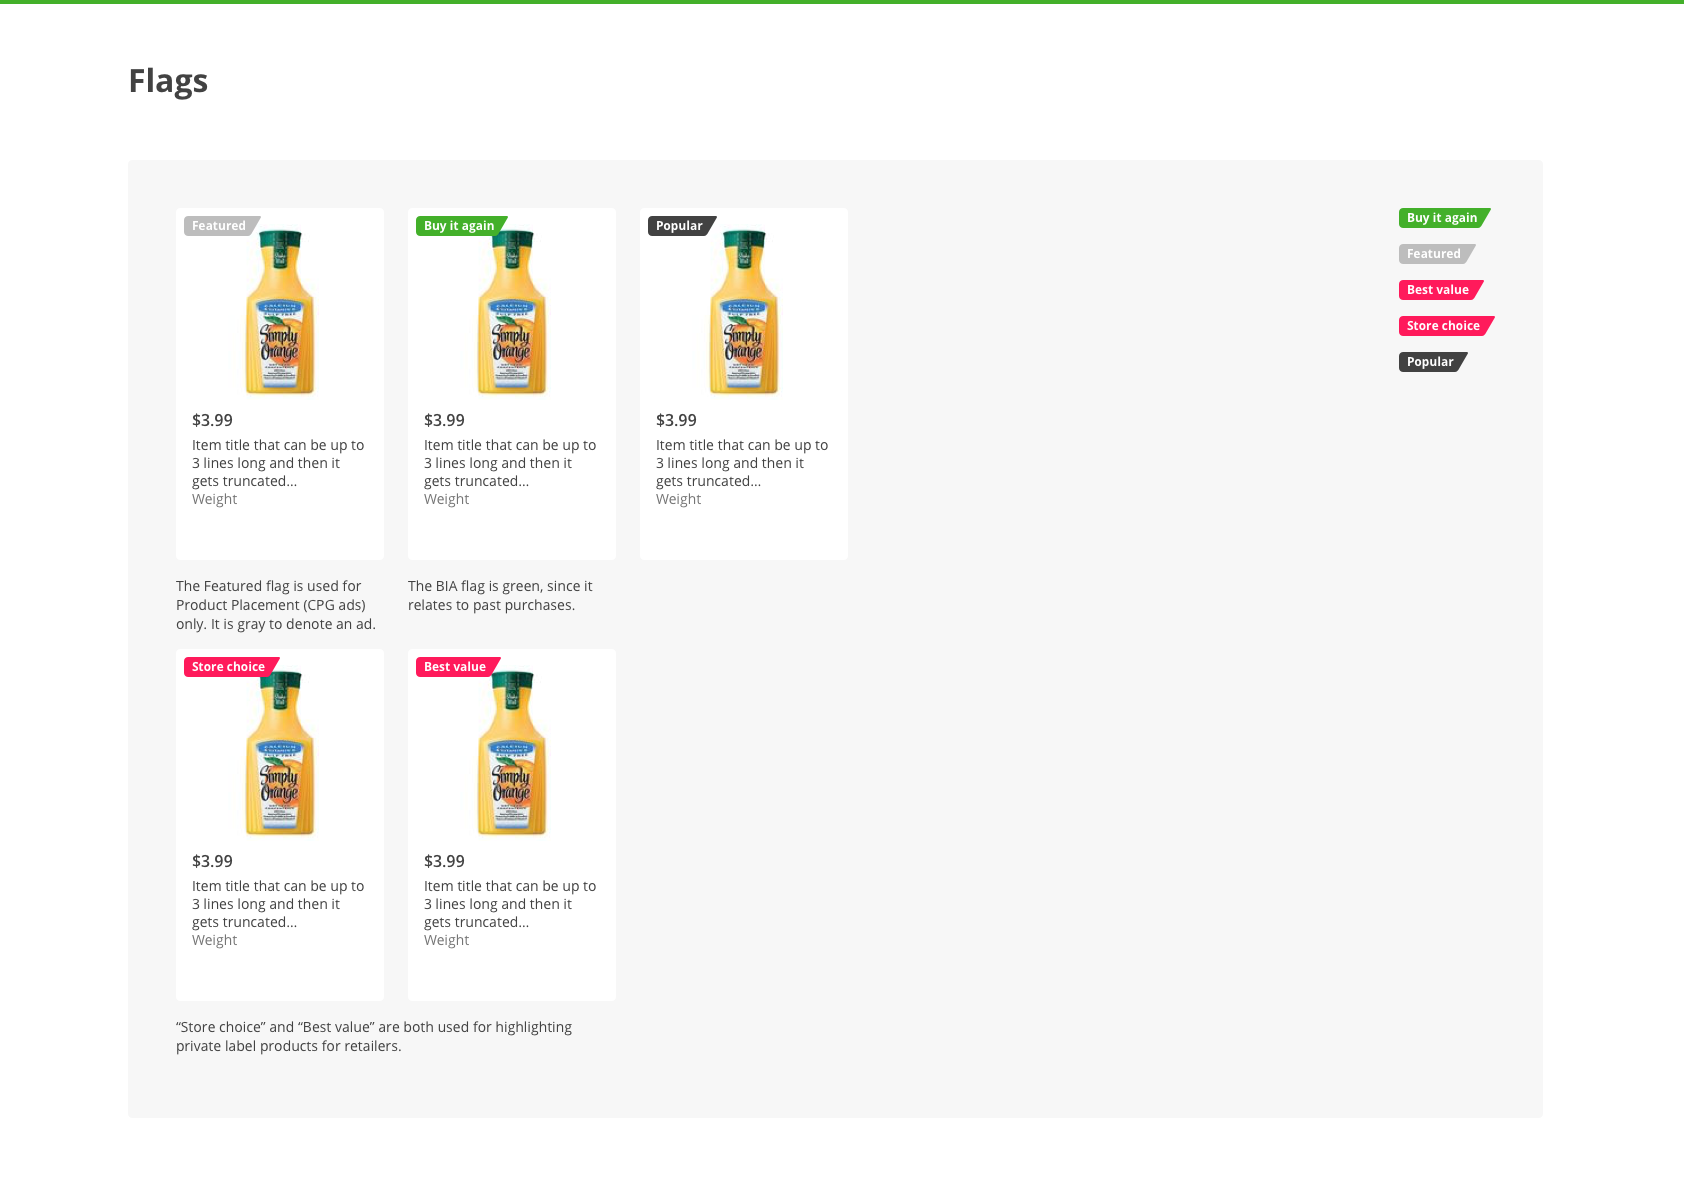 Flags
Featured
Simply
Orange
$3.99
Item title that can be up to
3 lines long and then it
gets truncated...
Weight
The Featured flag is used for
Product Placement (CPG ads)
only. It is gray to denote an ad.
Buy it again
Simply
Orange
$3.99
Item title that can be up to
3 lines long and then it
gets truncated...
Weight
The BIA flag is green, since it
relates to past purchases.
Popular
Simply
Orange
$3.99
Item title that can be up to
3 lines long and then it
gets truncated...
Weight
Buy it again
Featured
Best value
Store choice
Popular
Store choice
Simply
Orange
$3.99
Item title that can be up to
3 lines long and then it
gets truncated...
Weight
Best value
Simply
Orange
$3.99
Item title that can be up to
3 lines long and then it
gets truncated...
Weight
“Store choice” and “Best value” are both used for highlighting
private label products for retailers.